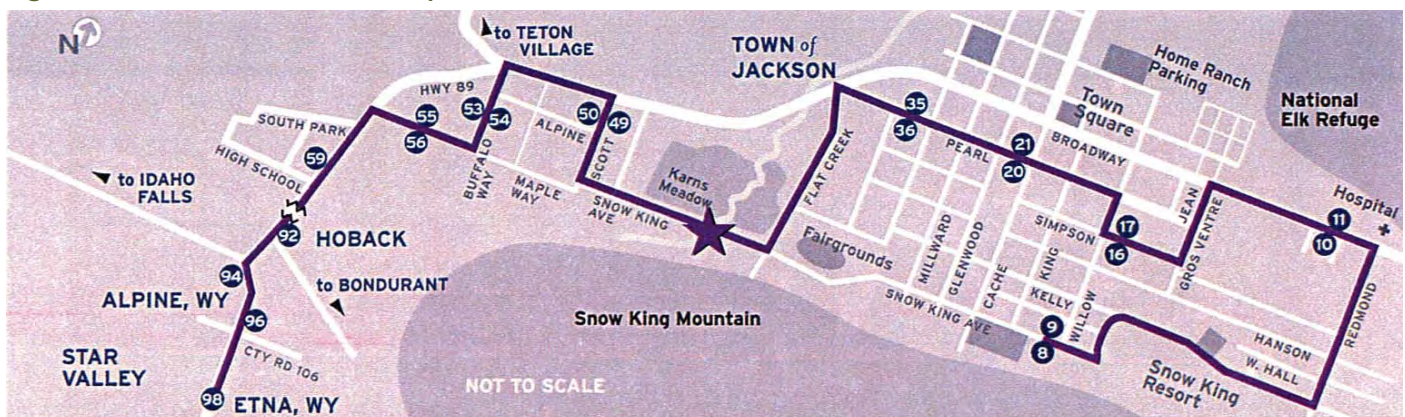 N
to TETON
VILLAGE
TOWN of
JACKSON
Home Ranch
Parking
National
Elk Refuge
HWY 89
SOUTH PARK
HIGH SCHOOL
59
55
56
53
54
BUFFALO
WAY
ALPINE
MAPLE
WAY
50
49
SCOTT
SNOW KING
AVE
Karns
Meadow
FLAT CREEK
Fairgrounds
35
36
PEARL
21
20
Town
Square
BROADWAY
MILLWARD
GLENWOOD
CACHE
KING
WILLOW
SIMPSON
KELLY
SNOW KING AVE
17
16
JEAN
GROS VENTRE
Hospital
11
10
REDMOND
HANSON
W. HALL
9
8
Snow King
Resort
Snow King Mountain
NOT TO SCALE
to IDAHO
FALLS
92
HOBACK
to BONDURANT
94
ALPINE, WY
96
CTY RD 106
STAR
VALLEY
98
ETNA, WY